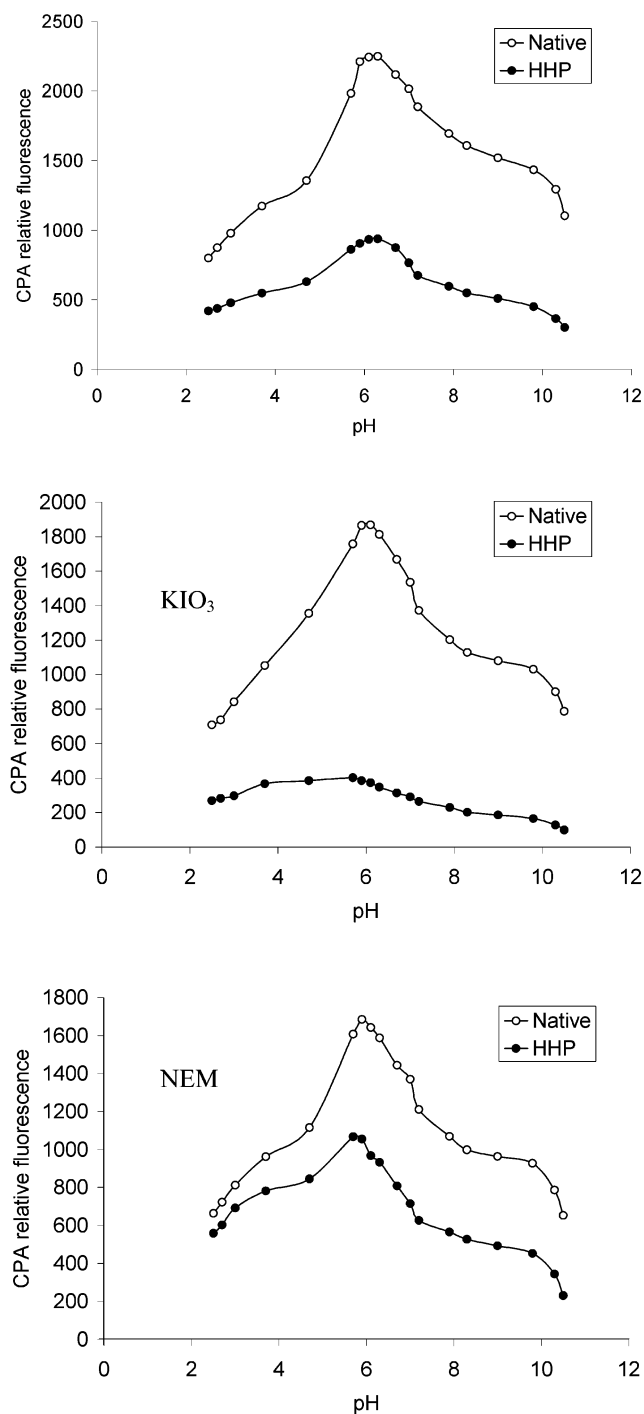 2500
2000
1500
1000
500
0
CPA relative fluorescence
0 2 4 6 8 10 12
pH
Native
HHP
2000
1800
1600
1400
1200
1000
800
600
400
200
0
CPA relative fluorescence
KIO₃
0 2 4 6 8 10 12
pH
Native
HHP
1800
1600
1400
1200
1000
800
600
400
200
0
CPA relative fluorescence
NEM
0 2 4 6 8 10 12
pH
Native
HHP